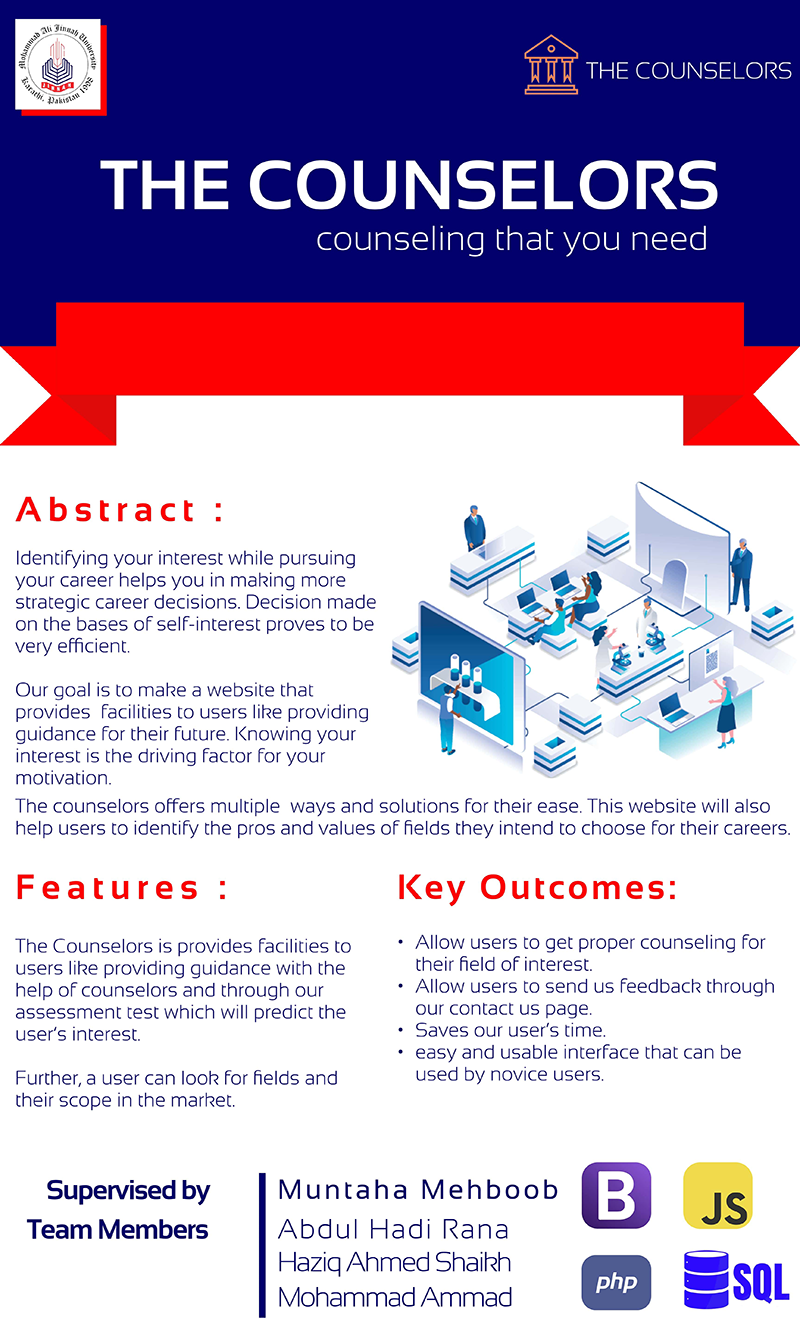 Mohammad Ali Jinnah University
JINNAH
Karachi, Pakistan 1998
THE COUNSELORS
THE COUNSELORS
counseling that you need
Abstract :
Identifying your interest while pursuing
your career helps you in making more
strategic career decisions. Decision made
on the bases of self-interest proves to be
very efficient.
Our goal is to make a website that
provides facilities to users like providing
guidance for their future. Knowing your
interest is the driving factor for your
motivation.
The counselors offers multiple ways and solutions for their ease. This website will also
help users to identify the pros and values of fields they intend to choose for their careers.
Features :
The Counselors is provides facilities to
users like providing guidance with the
help of counselors and through our
assessment test which will predict the
user's interest.
Further, a user can look for fields and
their scope in the market.
Key Outcomes:
• Allow users to get proper counseling for
their field of interest.
• Allow users to send us feedback through
our contact us page.
• Saves our user's time.
• easy and usable interface that can be
used by novice users.
Supervised by
Muntaha Mehboob
Team Members
Abdul Hadi Rana
Haziq Ahmed Shaikh
Mohammad Ammad
B
JS
php
SQL